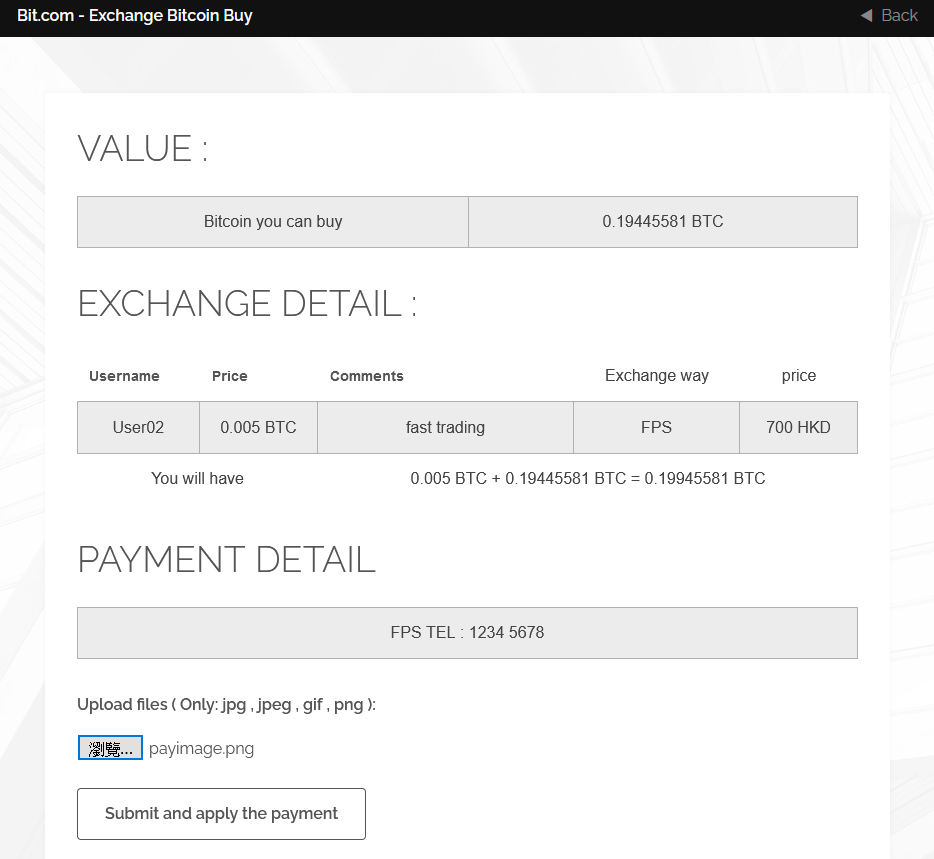 Bit.com - Exchange Bitcoin Buy
◀ Back
VALUE :
Bitcoin you can buy 0.19445581 BTC
EXCHANGE DETAIL :
Username Price Comments Exchange way price
User02 0.005 BTC fast trading FPS 700 HKD
You will have 0.005 BTC + 0.19445581 BTC = 0.19945581 BTC
PAYMENT DETAIL
FPS TEL : 1234 5678
Upload files ( Only: jpg , jpeg , gif , png ):
瀏覽... payimage.png
Submit and apply the payment